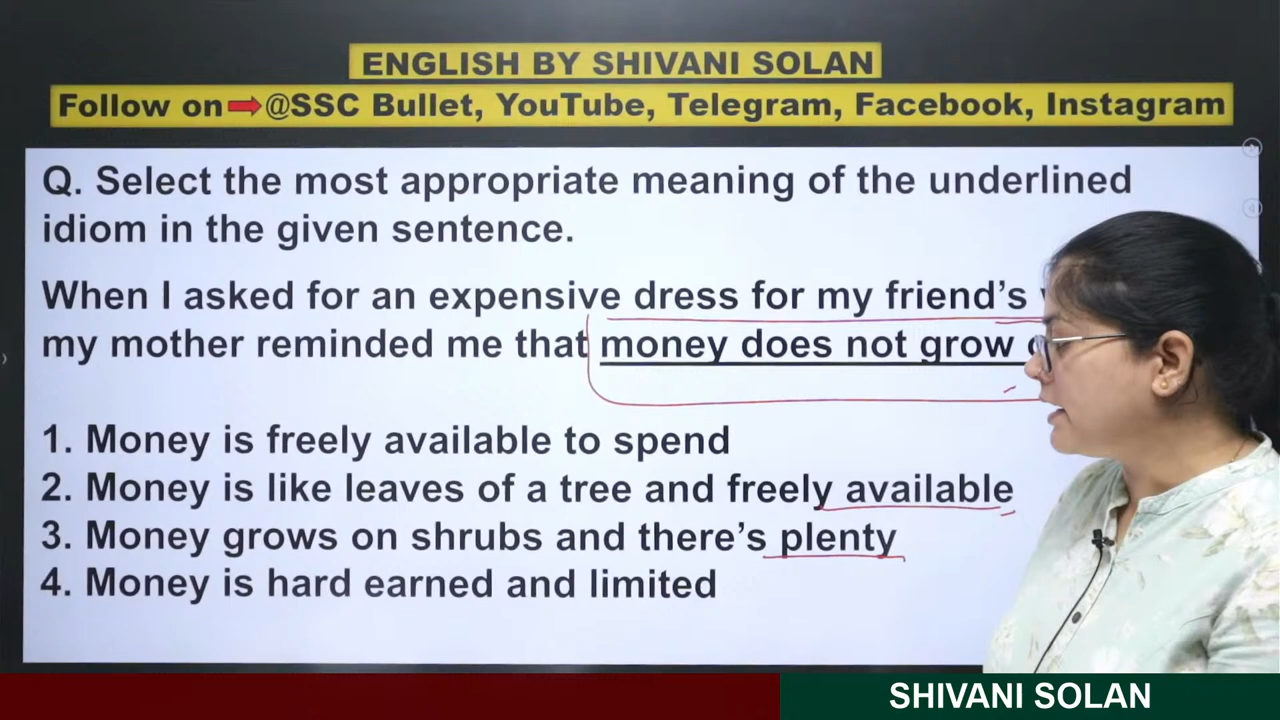 ENGLISH BY SHIVANI SOLAN
Follow on @SSC Bullet, YouTube, Telegram, Facebook, Instagram
Q. Select the most appropriate meaning of the underlined
idiom in the given sentence.
When I asked for an expensive dress for my friend's
my mother reminded me that money does not grow
1. Money is freely available to spend
2. Money is like leaves of a tree and freely available
3. Money grows on shrubs and there's plenty
4. Money is hard earned and limited
SHIVANI SOLAN